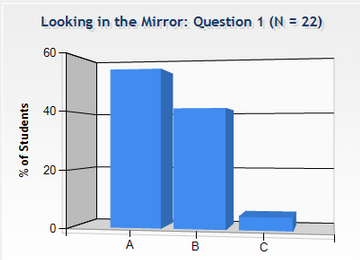 Looking in the Mirror: Question 1 (N = 22)
60
40
20
0
% of Students
A B C